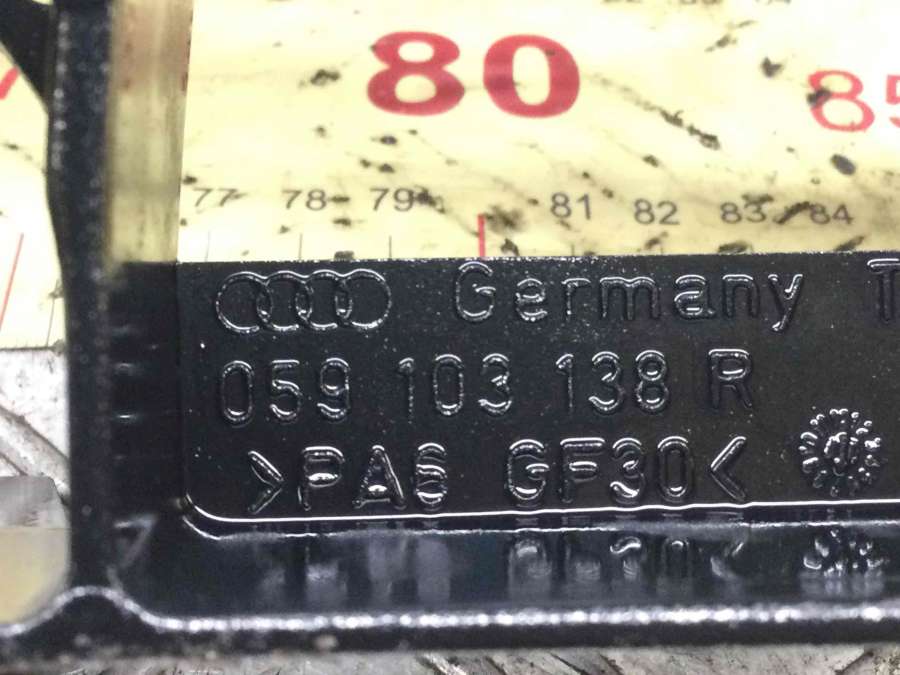 80
85
77 78 79 81 82 83 84
Germany
059 103 138 R
>PA6 GF30<